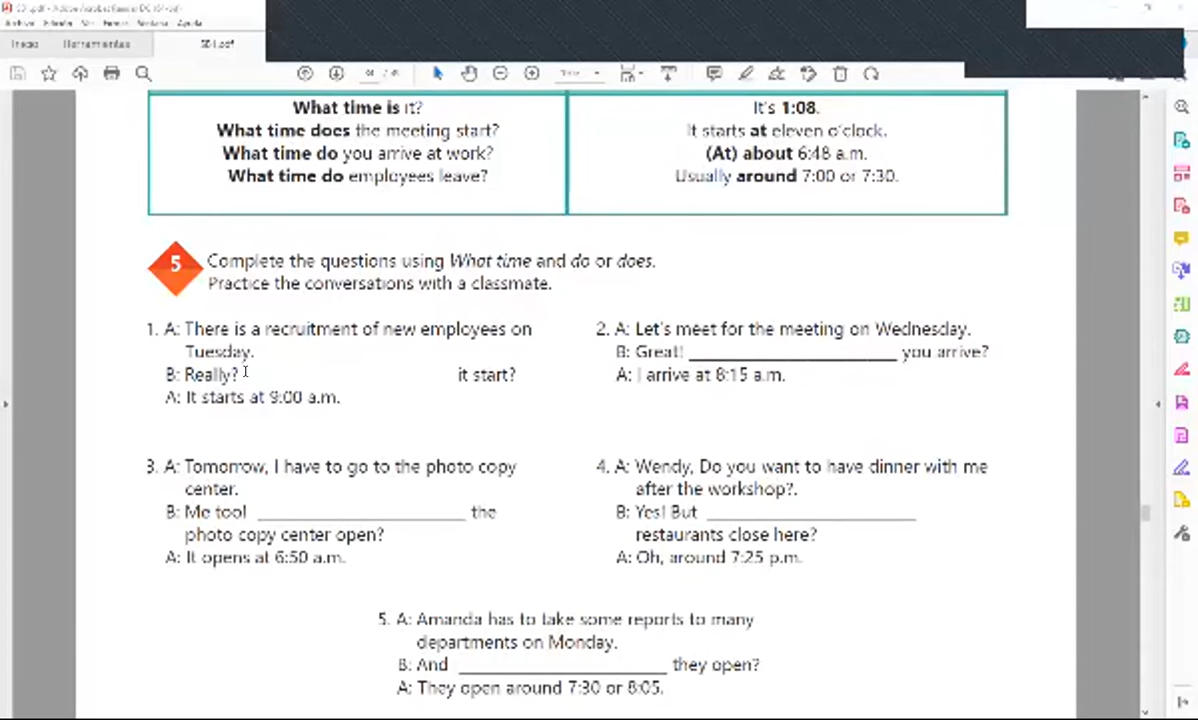 Inicio
Herramientas
What time is it?
What time does the meeting start?
What time do you arrive at work?
What time do employees leave?
It's 1:08.
It starts at eleven o'clock.
(At) about 6:48 a.m.
Usually around 7:00 or 7:30.
5
Complete the questions using What time and do or does.
Practice the conversations with a classmate.
1. A: There is a recruitment of new employees on
Tuesday.
B: Really? it start?
A: It starts at 9:00 a.m.
2. A: Let's meet for the meeting on Wednesday.
B: Great! ____________________ you arrive?
A: I arrive at 8:15 a.m.
3. A: Tomorrow, I have to go to the photo copy
center.
B: Me too! ____________________ the
photo copy center open?
A: It opens at 6:50 a.m.
4. A: Wendy, Do you want to have dinner with me
after the workshop?.
B: Yes! But ____________________
restaurants close here?
A: Oh, around 7:25 p.m.
5. A: Amanda has to take some reports to many
departments on Monday.
B: And ____________________ they open?
A: They open around 7:30 or 8:05.